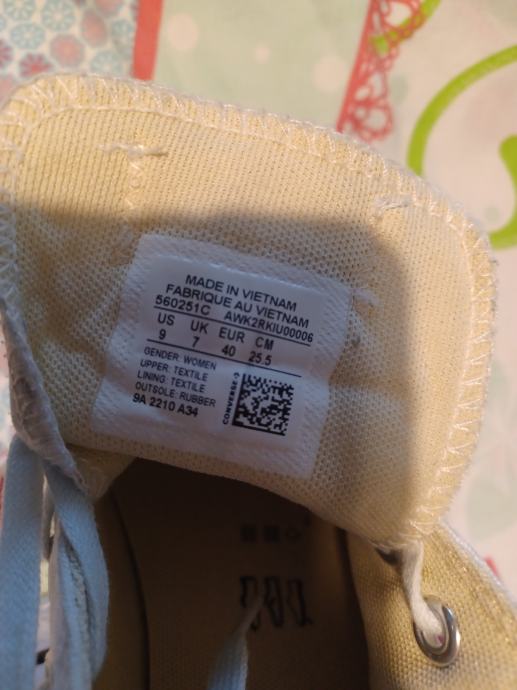 MADE IN VIETNAM
FABRIQUE AU VIETNAM
560251C AWK2RKIU00006
US UK EUR CM
9 7 40 25.5
GENDER: WOMEN
UPPER: TEXTILE
LINING: TEXTILE
OUTSOLE: RUBBER
9A 2210 A34
CONVERSE